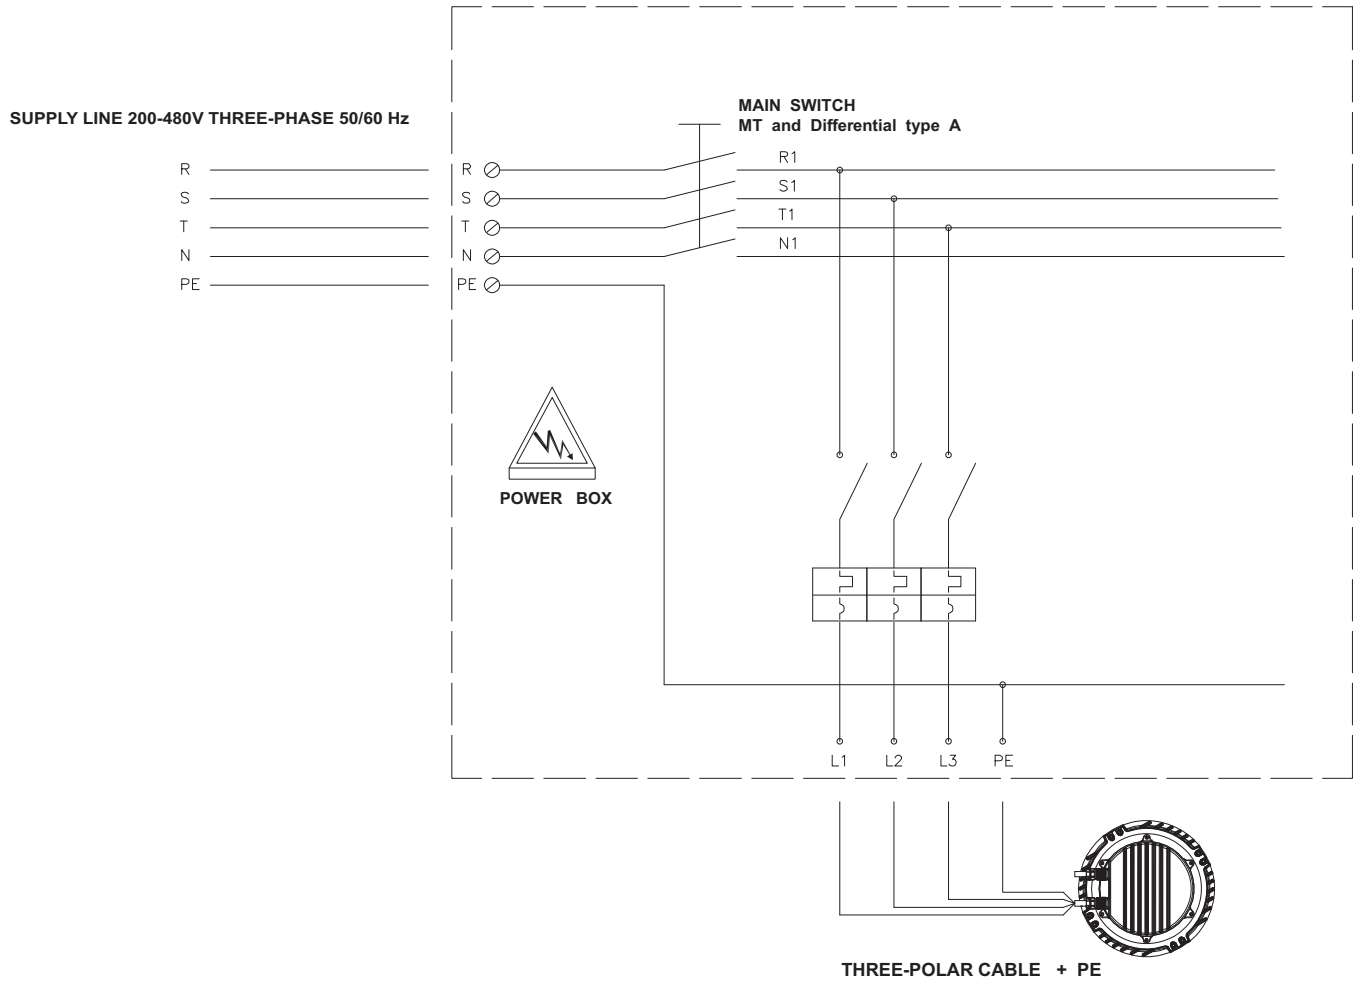 MAIN SWITCH
SUPPLY LINE 200-480V THREE-PHASE 50/60 Hz
MT and Differential type A
R1
R R
S1
S S
T1
T T
N1
N N
PE PE
POWER BOX
L1 L2 L3 PE
THREE-POLAR CABLE + PE